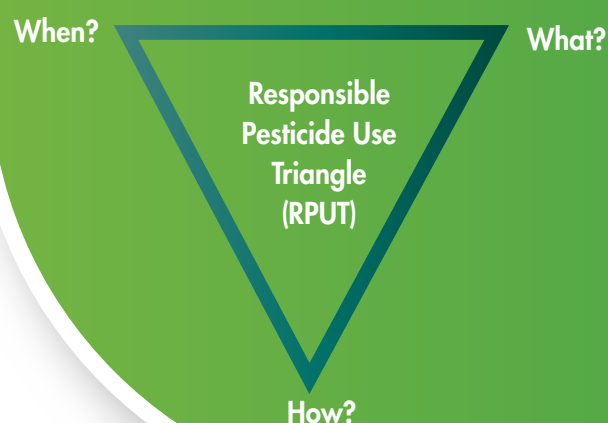 When?
What?
Responsible
Pesticide Use
Triangle
(RPUT)
How?